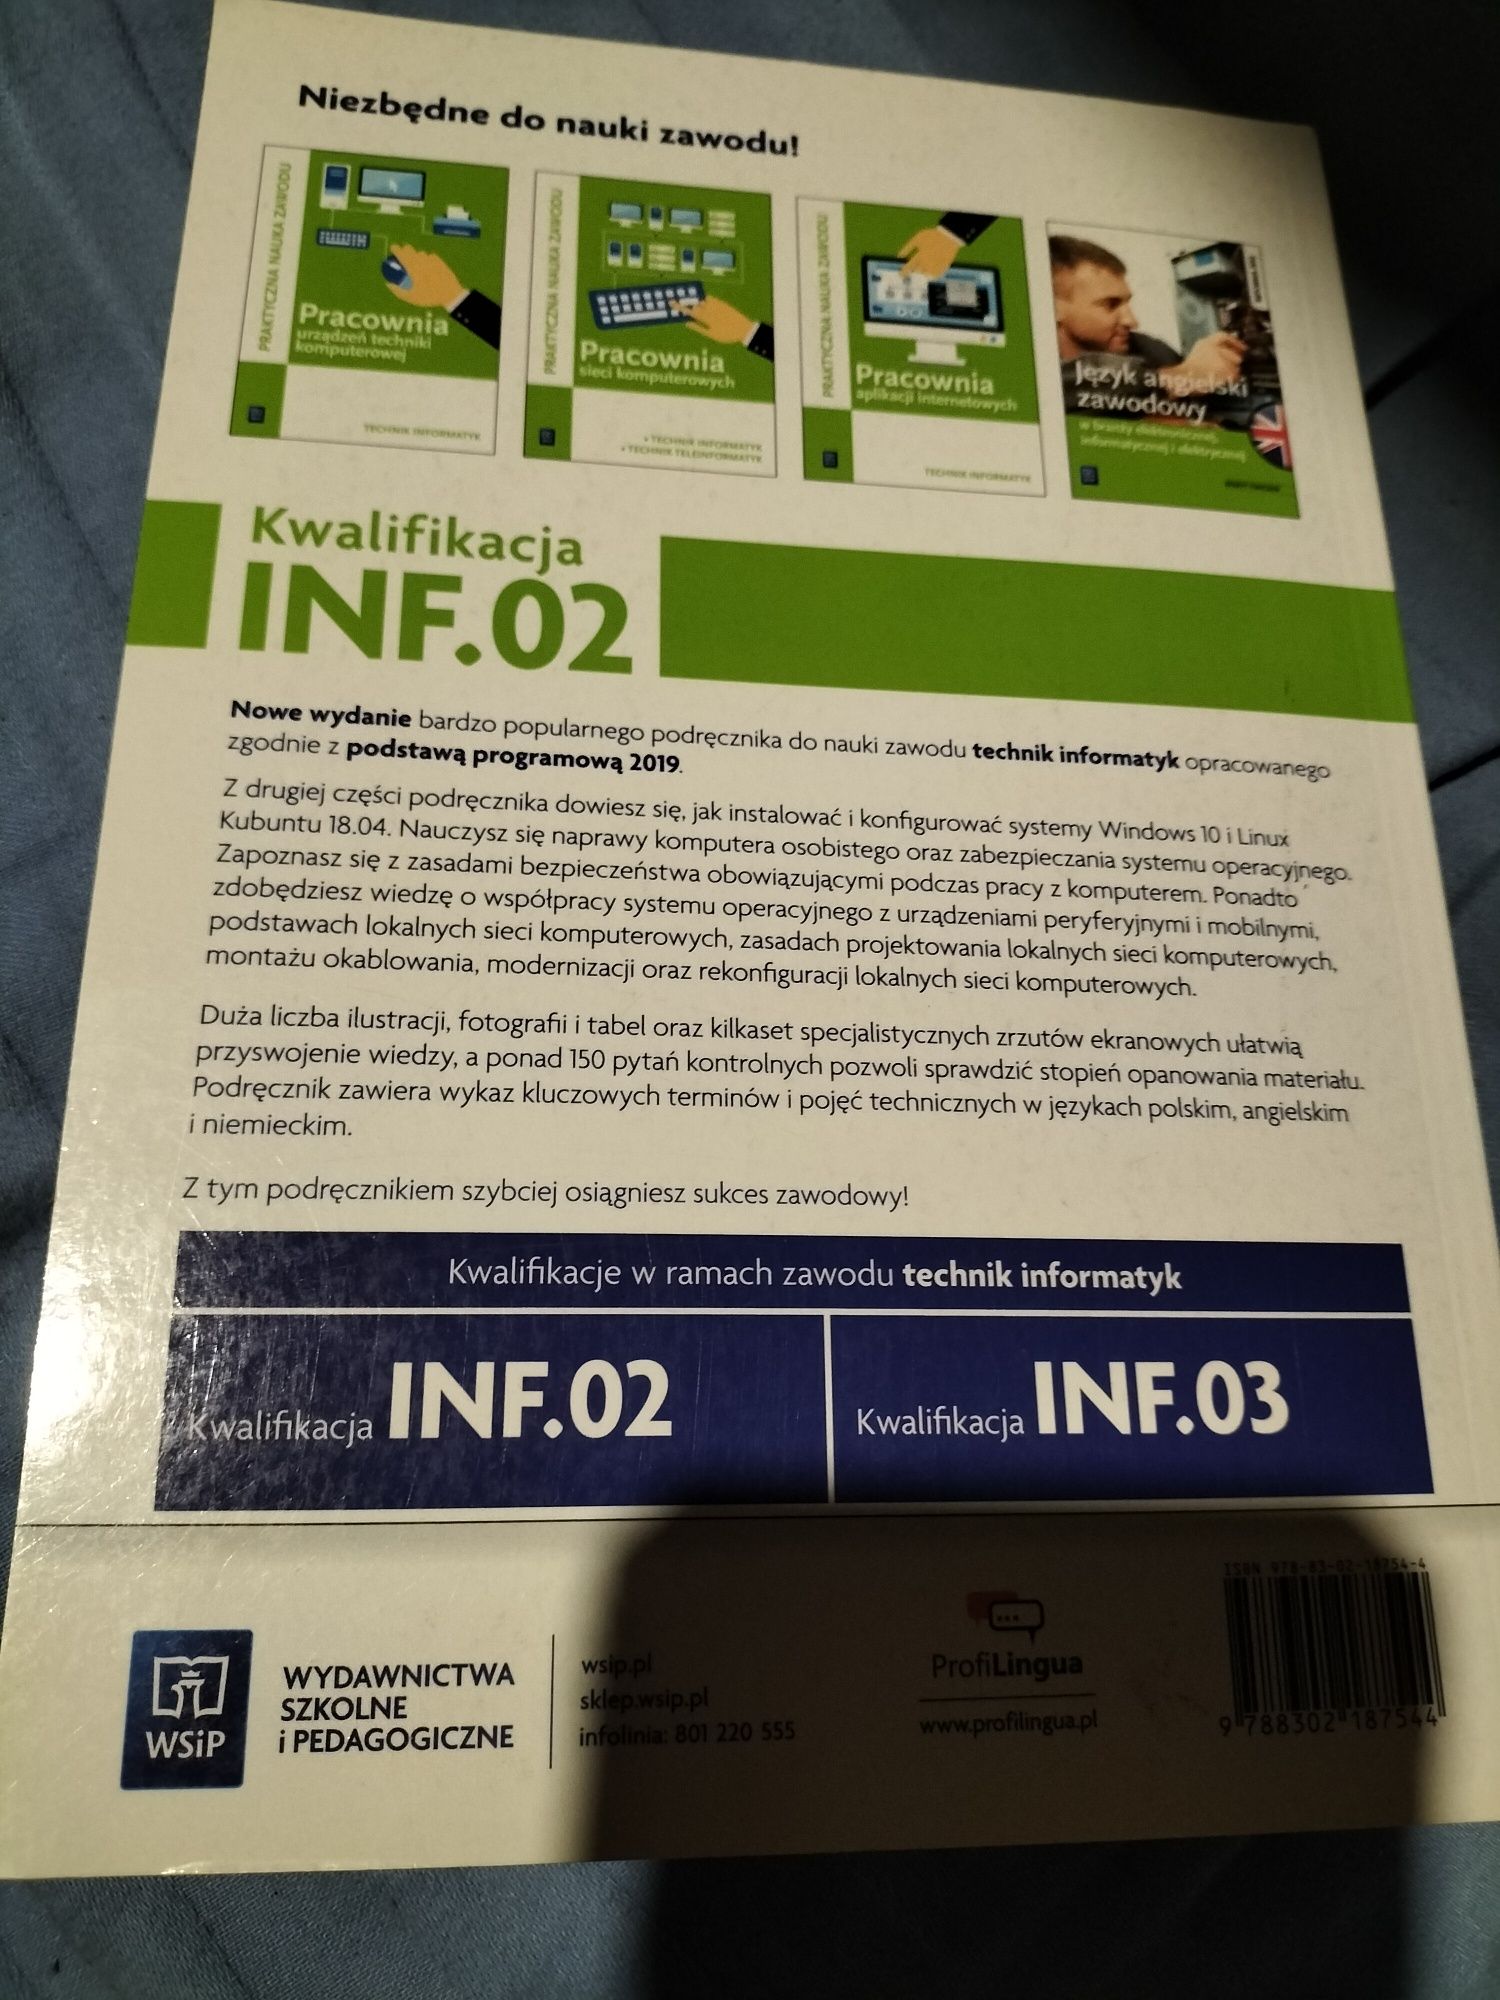 Niezbędne do nauki zawodu!
PRAKTYCZNA NAUKA ZAWODU
Pracownia
urządzeń techniki
komputerowej
TECHNIK INFORMATYK
PRAKTYCZNA NAUKA ZAWODU
Pracownia
sieci komputerowych
• TECHNIK INFORMATYK
• TECHNIK TELEINFORMATYK
PRAKTYCZNA NAUKA ZAWODU
Pracownia
aplikacji internetowych
TECHNIK INFORMATYK
Język angielski
zawodowy
informatycznej i elektrycznej
Kwalifikacja
INF.02
Nowe wydanie bardzo popularnego podręcznika do nauki zawodu technik informatyk opracowanego
zgodnie z podstawą programową 2019.
Z drugiej części podręcznika dowiesz się, jak instalować i konfigurować systemy Windows 10 i Linux
Kubuntu 18.04. Nauczysz się naprawy komputera osobistego oraz zabezpieczania systemu operacyjnego.
Zapoznasz się z zasadami bezpieczeństwa obowiązującymi podczas pracy z komputerem. Ponadto
zdobędziesz wiedzę o współpracy systemu operacyjnego z urządzeniami peryferyjnymi i mobilnymi,
podstawach lokalnych sieci komputerowych, zasadach projektowania lokalnych sieci komputerowych,
montażu okablowania, modernizacji oraz rekonfiguracji lokalnych sieci komputerowych.
Duża liczba ilustracji, fotografii i tabel oraz kilkaset specjalistycznych zrzutów ekranowych ułatwią
przyswojenie wiedzy, a ponad 150 pytań kontrolnych pozwoli sprawdzić stopień opanowania materiału.
Podręcznik zawiera wykaz kluczowych terminów i pojęć technicznych w językach polskim, angielskim
i niemieckim.
Z tym podręcznikiem szybciej osiągniesz sukces zawodowy!
Kwalifikacje w ramach zawodu technik informatyk
Kwalifikacja INF.02
Kwalifikacja INF.03
WSiP
WYDAWNICTWA
SZKOLNE
i PEDAGOGICZNE
wsip.pl
sklep.wsip.pl
infolinia: 801 220 555
ProfiLingua
www.profilingua.pl
ISBN 978-83-02-18754-4
9 788302 187544